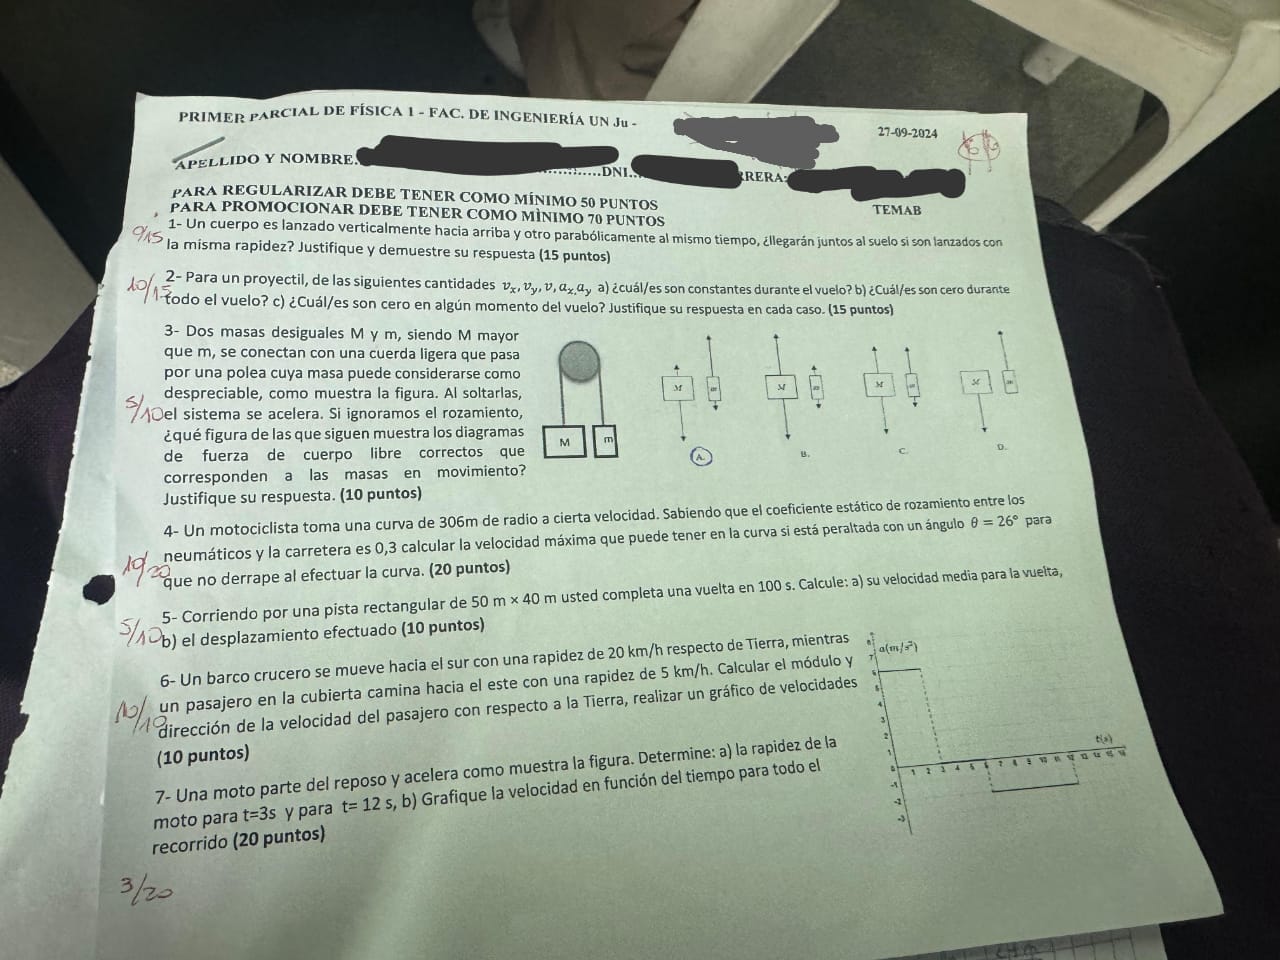 PRIMER PARCIAL DE FÍSICA 1 - FAC. DE INGENIERÍA UN Ju -
27-09-2024
APELLIDO Y NOMBRE. ...........DNI... RRERA:
PARA REGULARIZAR DEBE TENER COMO MÍNIMO 50 PUNTOS
TEMAB
PARA PROMOCIONAR DEBE TENER COMO MÌNIMO 70 PUNTOS
9/15
1- Un cuerpo es lanzado verticalmente hacia arriba y otro parabólicamente al mismo tiempo, ¿llegarán juntos al suelo si son lanzados con
la misma rapidez? Justifique y demuestre su respuesta (15 puntos)
10/15
2- Para un proyectil, de las siguientes cantidades vx, vy, v, ax, ay a) ¿cuál/es son constantes durante el vuelo? b) ¿Cuál/es son cero durante
todo el vuelo? c) ¿Cuál/es son cero en algún momento del vuelo? Justifique su respuesta en cada caso. (15 puntos)
3- Dos masas desiguales M y m, siendo M mayor
que m, se conectan con una cuerda ligera que pasa
por una polea cuya masa puede considerarse como
despreciable, como muestra la figura. Al soltarlas,
el sistema se acelera. Si ignoramos el rozamiento,
¿qué figura de las que siguen muestra los diagramas
de fuerza de cuerpo libre correctos que
corresponden a las masas en movimiento?
Justifique su respuesta. (10 puntos)
5/10
M m
M m M m M m M m
A. B. C. D.
4- Un motociclista toma una curva de 306m de radio a cierta velocidad. Sabiendo que el coeficiente estático de rozamiento entre los
neumáticos y la carretera es 0,3 calcular la velocidad máxima que puede tener en la curva si está peraltada con un ángulo θ = 26° para
que no derrape al efectuar la curva. (20 puntos)
19/20
5- Corriendo por una pista rectangular de 50 m × 40 m usted completa una vuelta en 100 s. Calcule: a) su velocidad media para la vuelta,
b) el desplazamiento efectuado (10 puntos)
5/10
6- Un barco crucero se mueve hacia el sur con una rapidez de 20 km/h respecto de Tierra, mientras
un pasajero en la cubierta camina hacia el este con una rapidez de 5 km/h. Calcular el módulo y
dirección de la velocidad del pasajero con respecto a la Tierra, realizar un gráfico de velocidades
(10 puntos)
10/10
7- Una moto parte del reposo y acelera como muestra la figura. Determine: a) la rapidez de la
moto para t=3s y para t= 12 s, b) Grafique la velocidad en función del tiempo para todo el
recorrido (20 puntos)
3/20
a(m/s²)
8
7
6
5
4
3
2
1
0
-1
-2
-3
t(s)
1 2 3 4 5 6 7 8 9 10 11 12 13 14 15 16